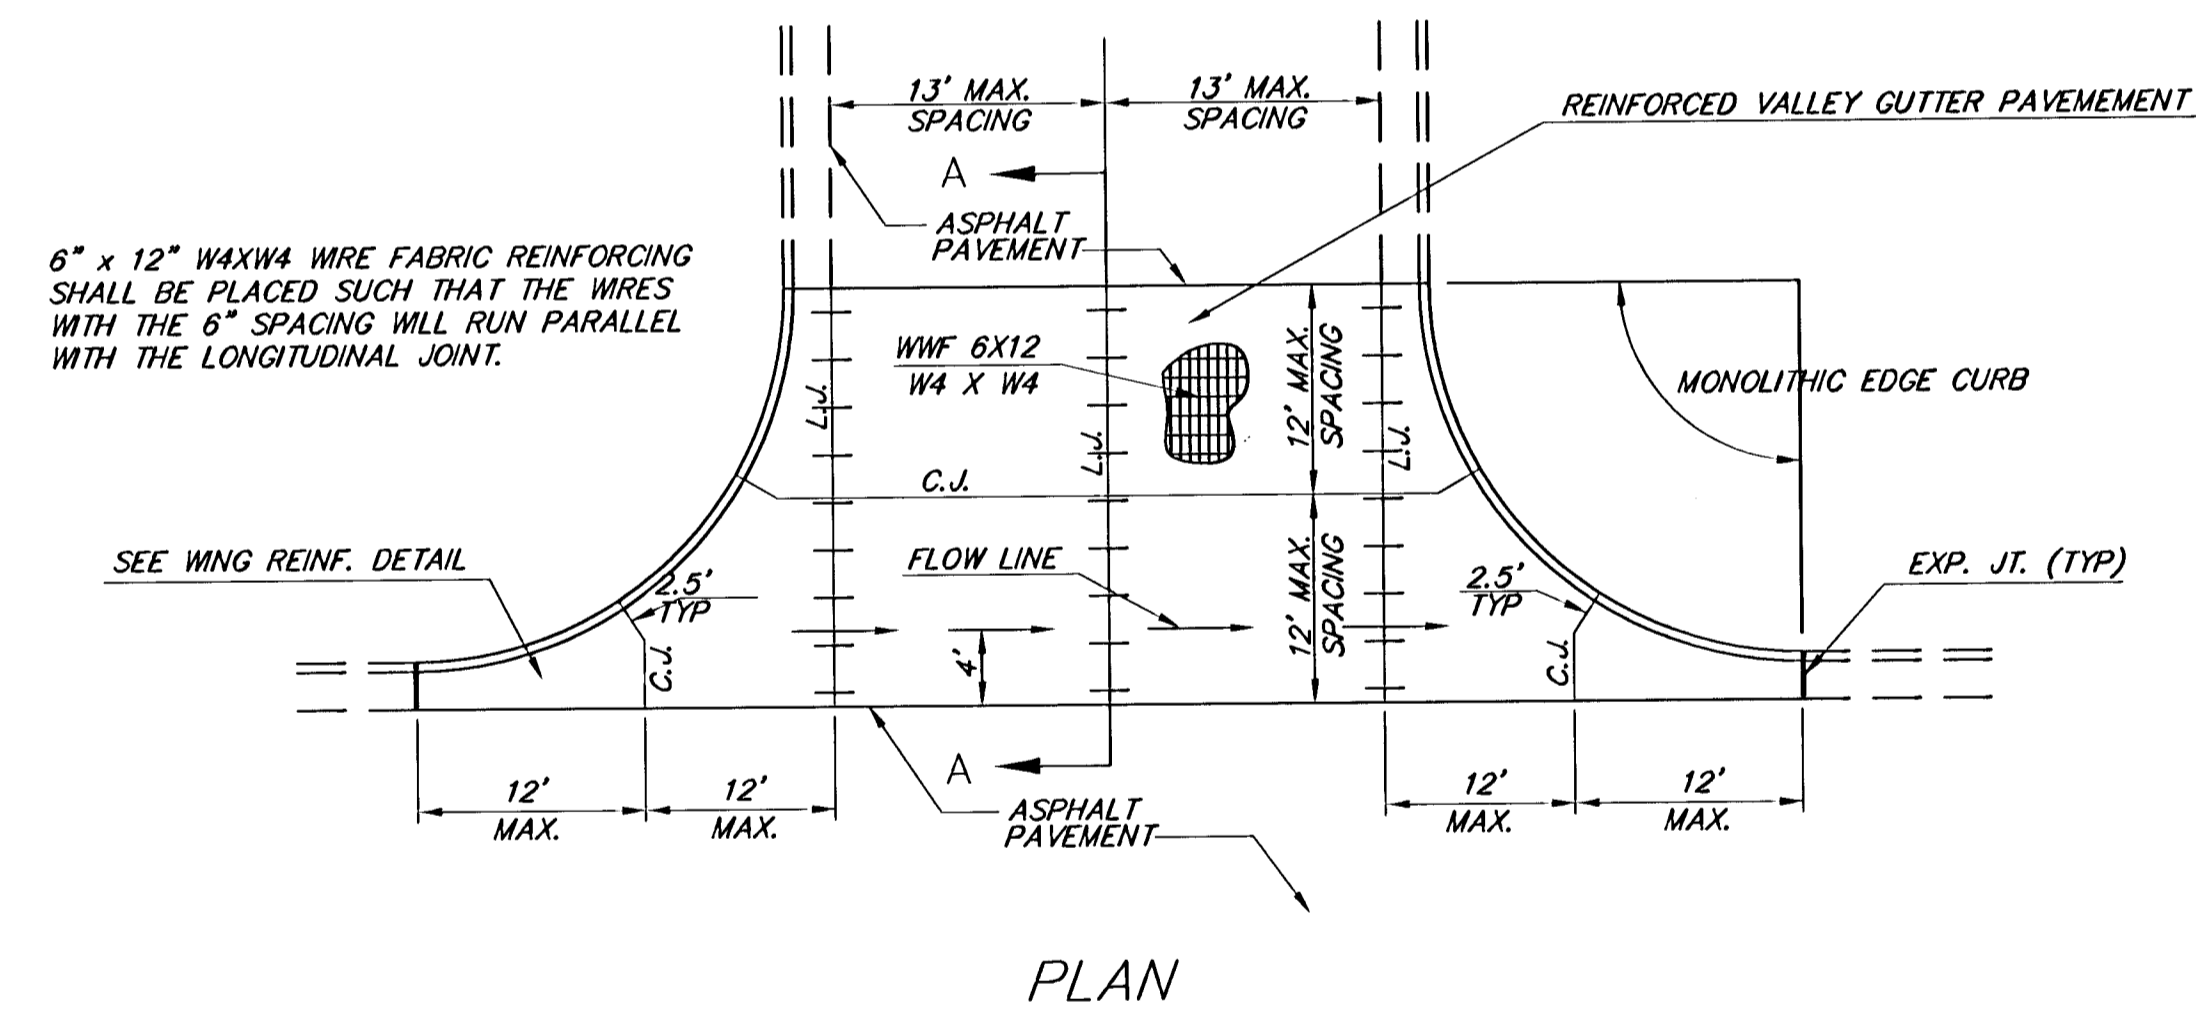 13' MAX.
SPACING
13' MAX.
SPACING
REINFORCED VALLEY GUTTER PAVEMEMENT
A
ASPHALT
PAVEMENT
6" x 12" W4XW4 WIRE FABRIC REINFORCING
SHALL BE PLACED SUCH THAT THE WIRES
WITH THE 6" SPACING WILL RUN PARALLEL
WITH THE LONGITUDINAL JOINT.
WWF 6X12
W4 X W4
12' MAX.
SPACING
MONOLITHIC EDGE CURB
L.J.
L.J.
L.J.
C.J.
SEE WING REINF. DETAIL
2.5'
TYP
FLOW LINE
12' MAX.
SPACING
2.5'
TYP
EXP. JT. (TYP)
C.J.
4'
C.J.
12'
MAX.
12'
MAX.
A
ASPHALT
PAVEMENT
12'
MAX.
12'
MAX.
PLAN